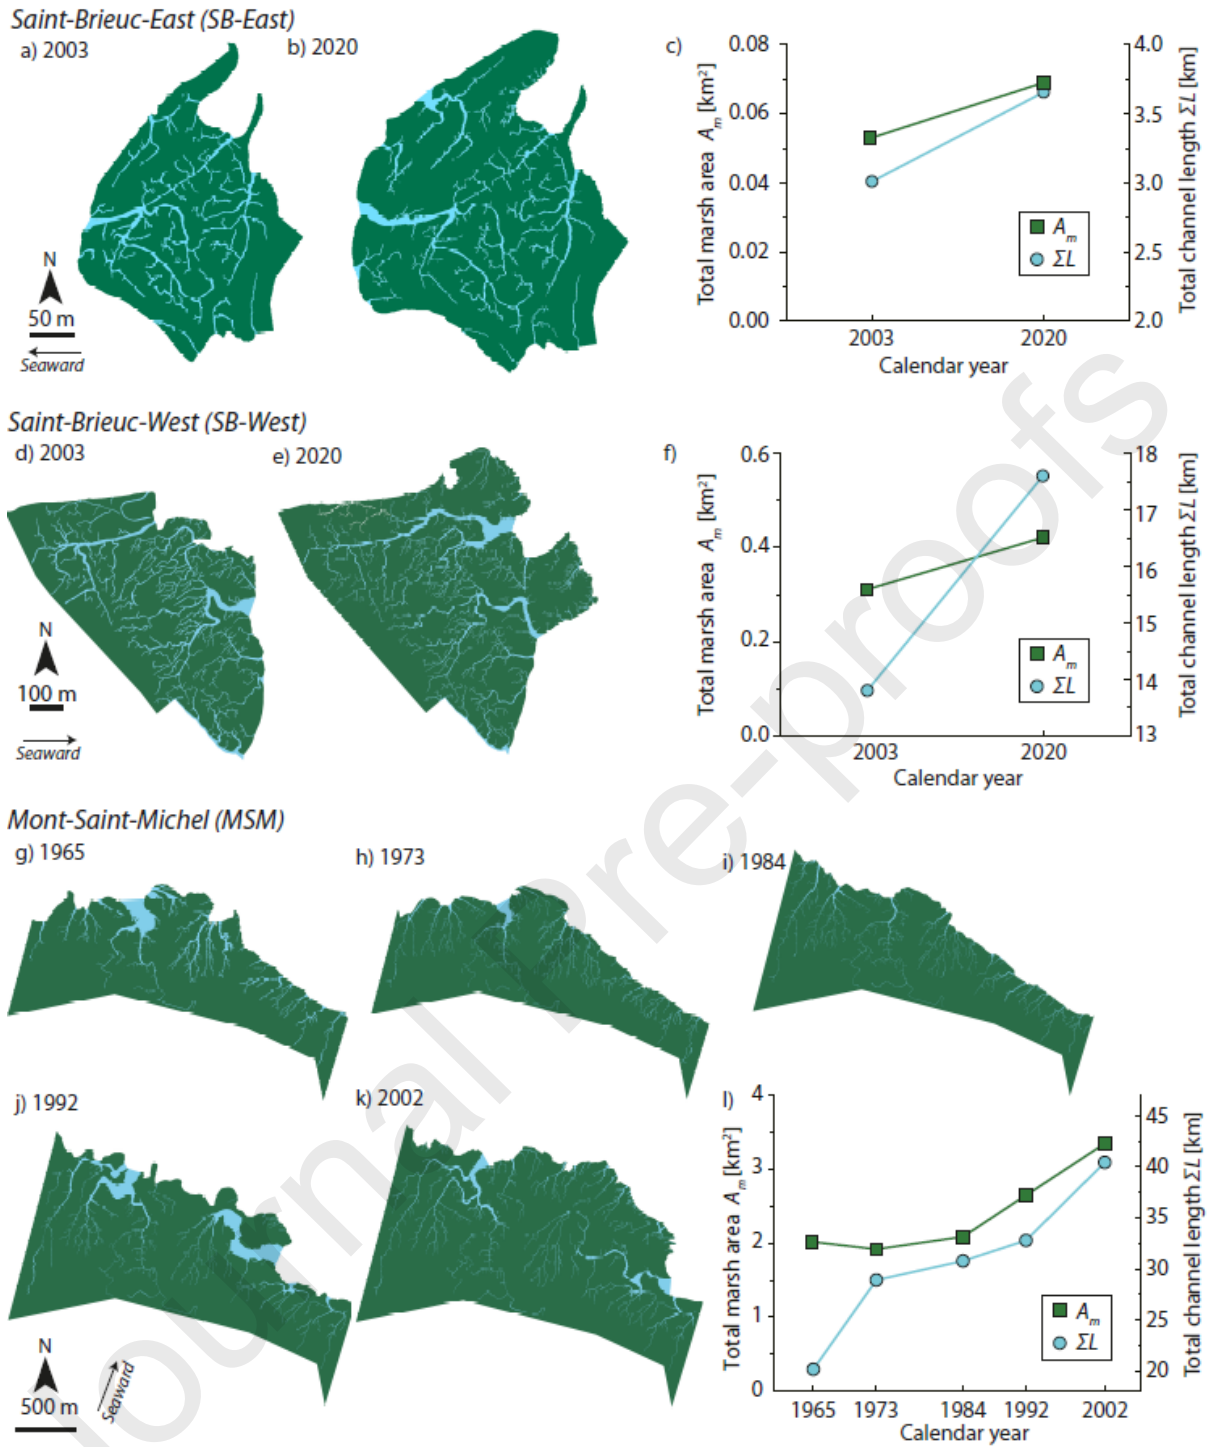 Saint-Brieuc-East (SB-East)
a) 2003
b) 2020
c)
Total marsh area Am [km²]
0.08
0.06
0.04
0.02
0.00
4.0
3.5
3.0
2.5
2.0
Total channel length ΣL [km]
Am
ΣL
2003
2020
Calendar year
N
50 m
Seaward
Saint-Brieuc-West (SB-West)
d) 2003
e) 2020
f)
Total marsh area Am [km²]
0.6
0.4
0.2
0.0
18
17
16
15
14
13
Total channel length ΣL [km]
Am
ΣL
2003
2020
Calendar year
N
100 m
Seaward
Mont-Saint-Michel (MSM)
g) 1965
h) 1973
i) 1984
j) 1992
k) 2002
l)
Total marsh area Am [km²]
4
3
2
1
0
45
40
35
30
25
20
Total channel length ΣL [km]
Am
ΣL
1965
1973
1984
1992
2002
Calendar year
N
500 m
Seaward
Journal Pre-proofs